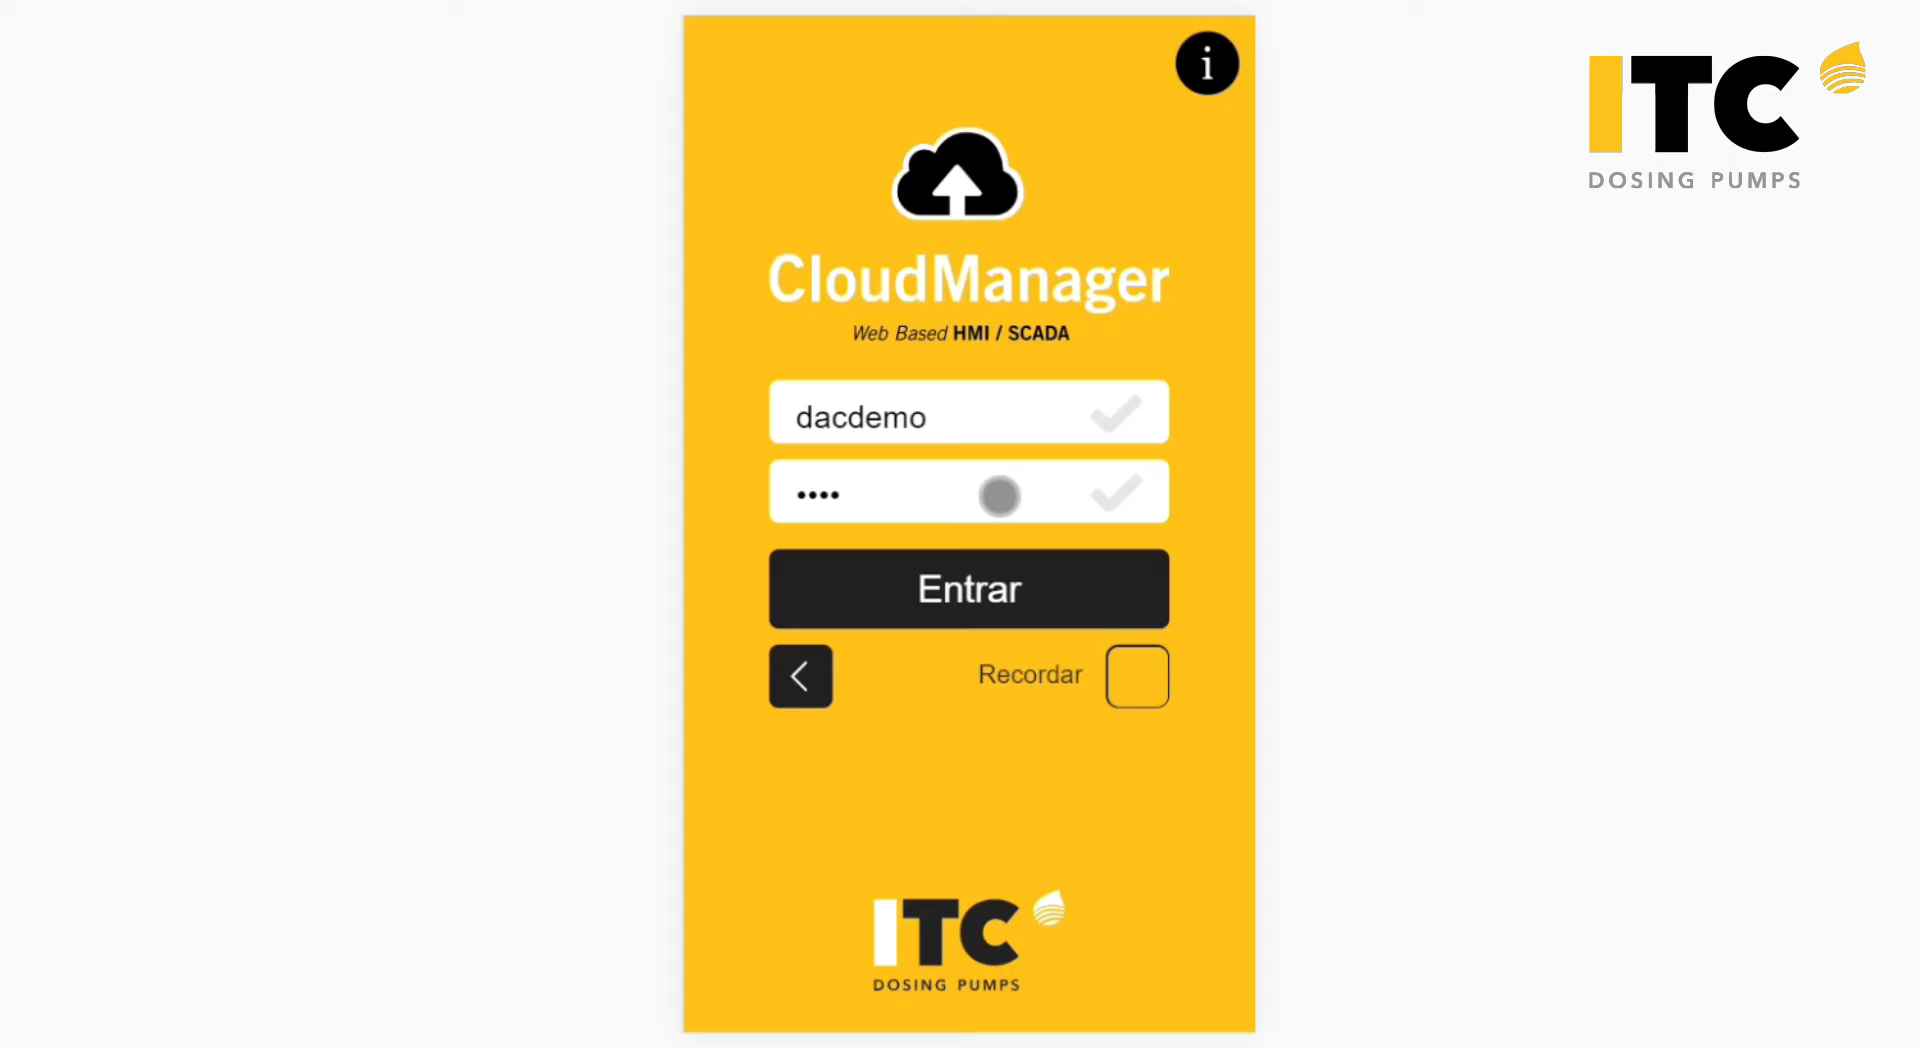 i
ITC
DOSING PUMPS
CloudManager
Web Based HMI / SCADA
dacdemo
••••
Entrar
Recordar
ITC
DOSING PUMPS